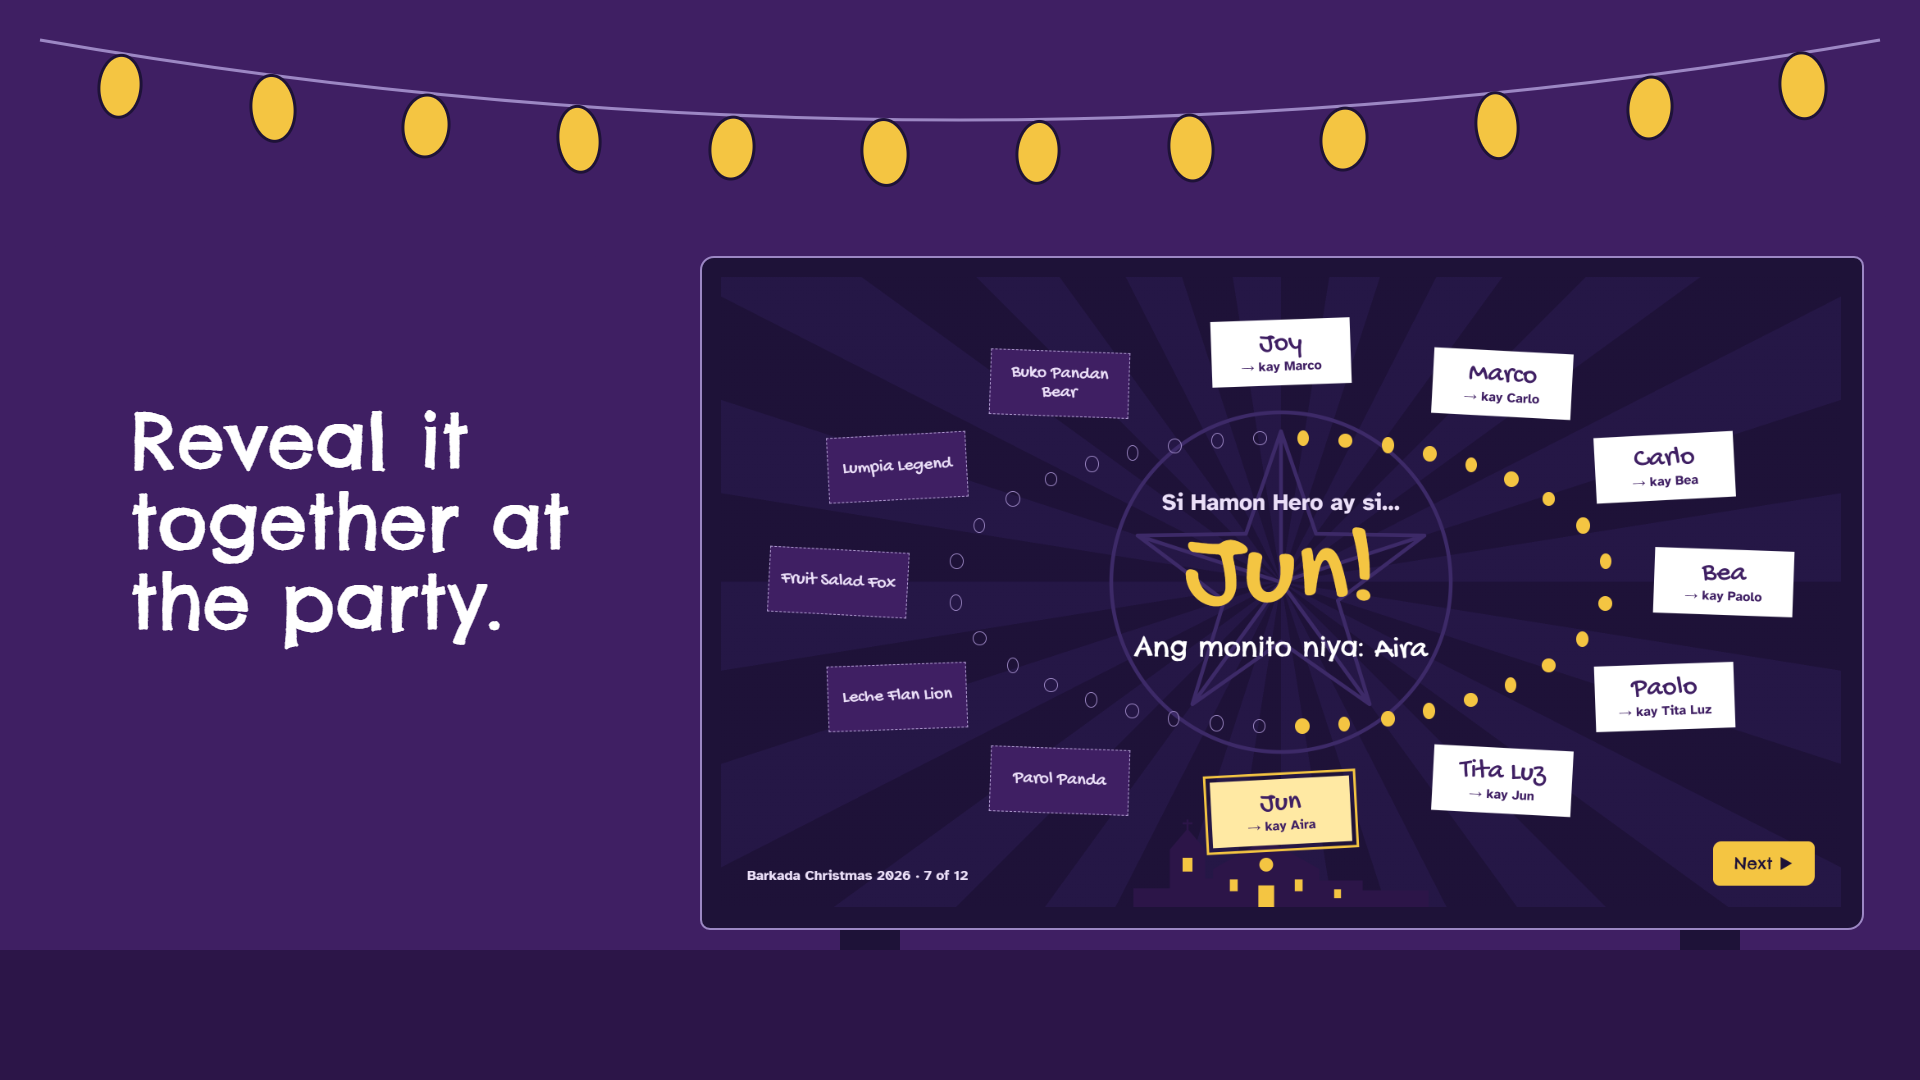 Reveal it
together at
the party.
Joy
→ kay Marco
Marco
→ kay Carlo
Carlo
→ kay Bea
Bea
→ kay Paolo
Paolo
→ kay Tita Luz
Tita Luz
→ kay Jun
Jun
→ kay Aira
Parol Panda
Leche Flan Lion
Fruit Salad Fox
Lumpia Legend
Buko Pandan
Bear
Si Hamon Hero ay si...
Jun!
Ang monito niya: Aira
Barkada Christmas 2026 · 7 of 12
Next ▶